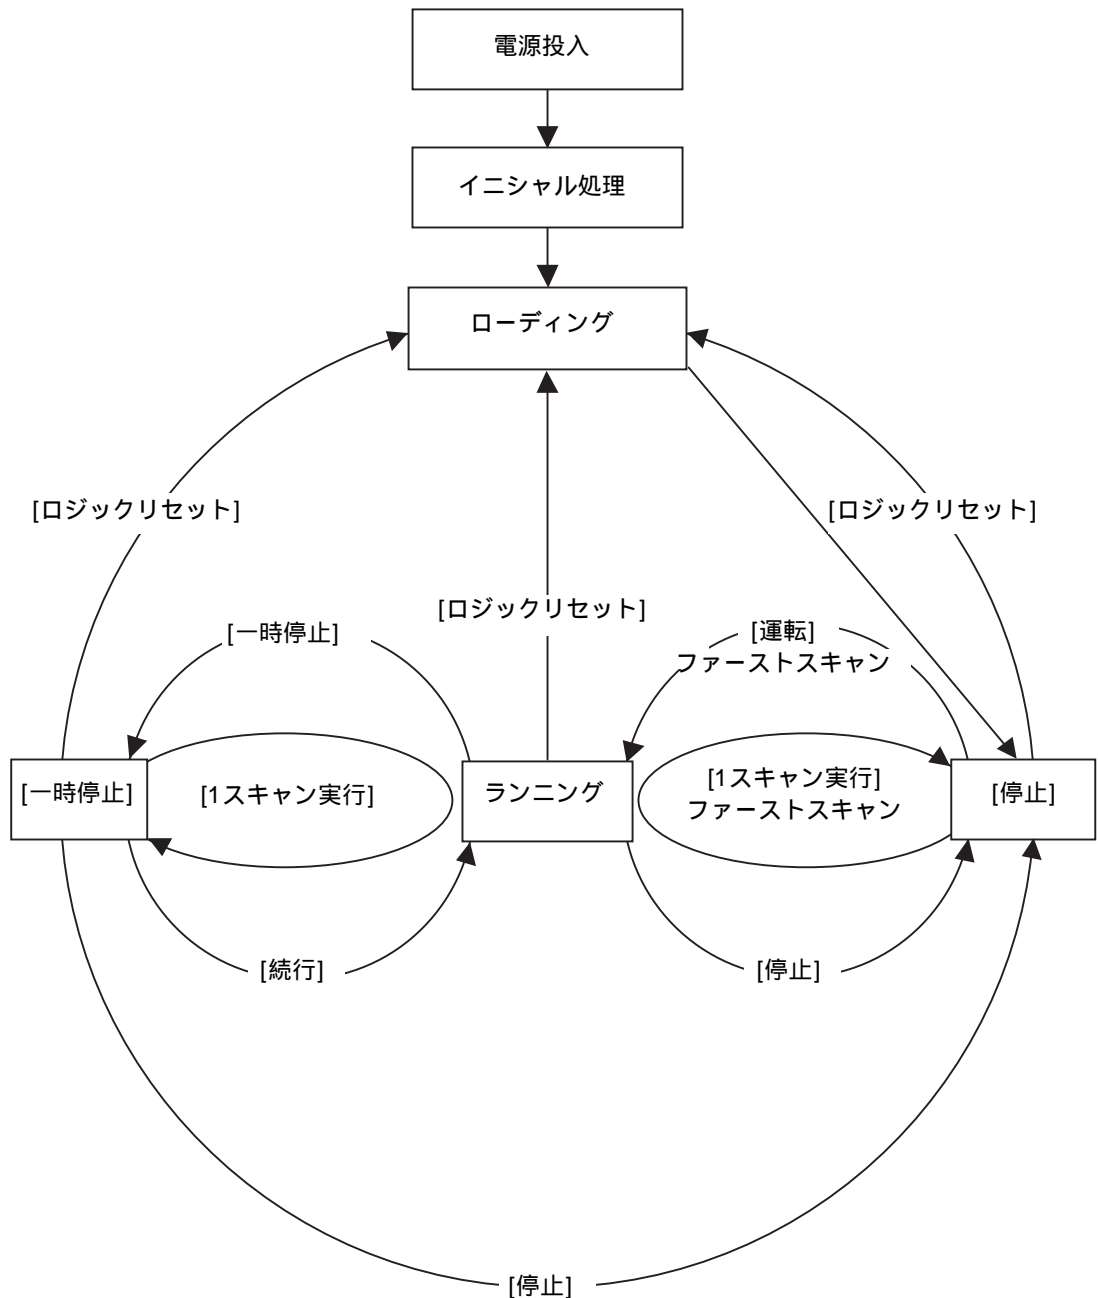 電源投入
イニシャル処理
ローディング
[ロジックリセット]
[ロジックリセット]
[ロジックリセット]
[一時停止]
[運転]
ファーストスキャン
[一時停止]
[1スキャン実行]
ランニング
[1スキャン実行]
ファーストスキャン
[停止]
[続行]
[停止]
[停止]